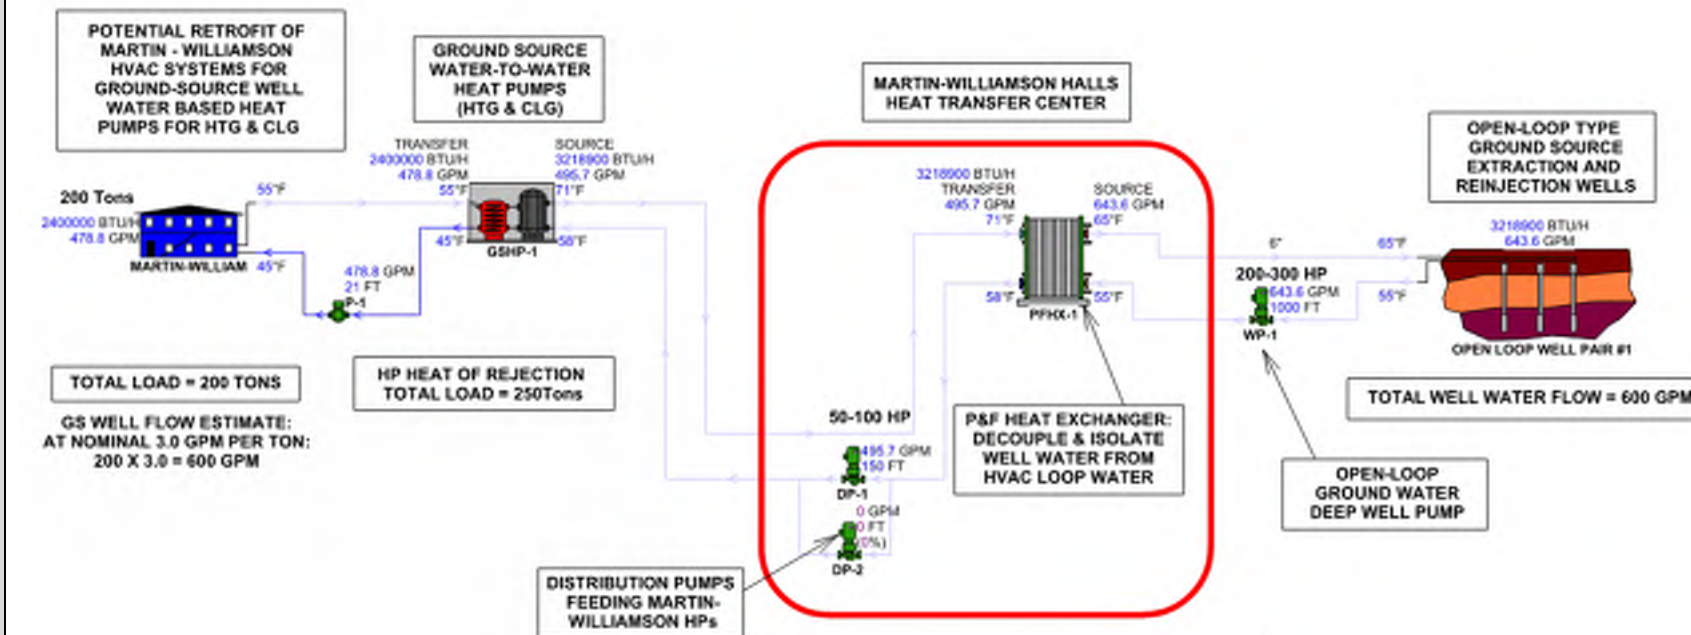 POTENTIAL RETROFIT OF
MARTIN - WILLIAMSON
HVAC SYSTEMS FOR
GROUND-SOURCE WELL
WATER BASED HEAT
PUMPS FOR HTG & CLG
GROUND SOURCE
WATER-TO-WATER
HEAT PUMPS
(HTG & CLG)
MARTIN-WILLIAMSON HALLS
HEAT TRANSFER CENTER
OPEN-LOOP TYPE
GROUND SOURCE
EXTRACTION AND
REINJECTION WELLS
200 Tons
2400000 BTU/H
478.8 GPM
MARTIN-WILLIAM
55°F
45°F
478.8 GPM
21 FT
P-1
TRANSFER
2400000 BTU/H
478.8 GPM
55°F
45°F
SOURCE
3218900 BTU/H
495.7 GPM
71°F
58°F
GSHP-1
3218900 BTU/H
TRANSFER
495.7 GPM
71°F
58°F
SOURCE
643.6 GPM
65°F
55°F
PFHX-1
6"
65°F
55°F
200-300 HP
643.6 GPM
1000 FT
WP-1
3218900 BTU/H
643.6 GPM
OPEN LOOP WELL PAIR #1
TOTAL LOAD = 200 TONS
GS WELL FLOW ESTIMATE:
AT NOMINAL 3.0 GPM PER TON:
200 X 3.0 = 600 GPM
HP HEAT OF REJECTION
TOTAL LOAD = 250Tons
50-100 HP
495.7 GPM
150 FT
DP-1
0 GPM
0 FT
(0%)
DP-2
P&F HEAT EXCHANGER:
DECOUPLE & ISOLATE
WELL WATER FROM
HVAC LOOP WATER
TOTAL WELL WATER FLOW = 600 GPM
OPEN-LOOP
GROUND WATER
DEEP WELL PUMP
DISTRIBUTION PUMPS
FEEDING MARTIN-
WILLIAMSON HPs